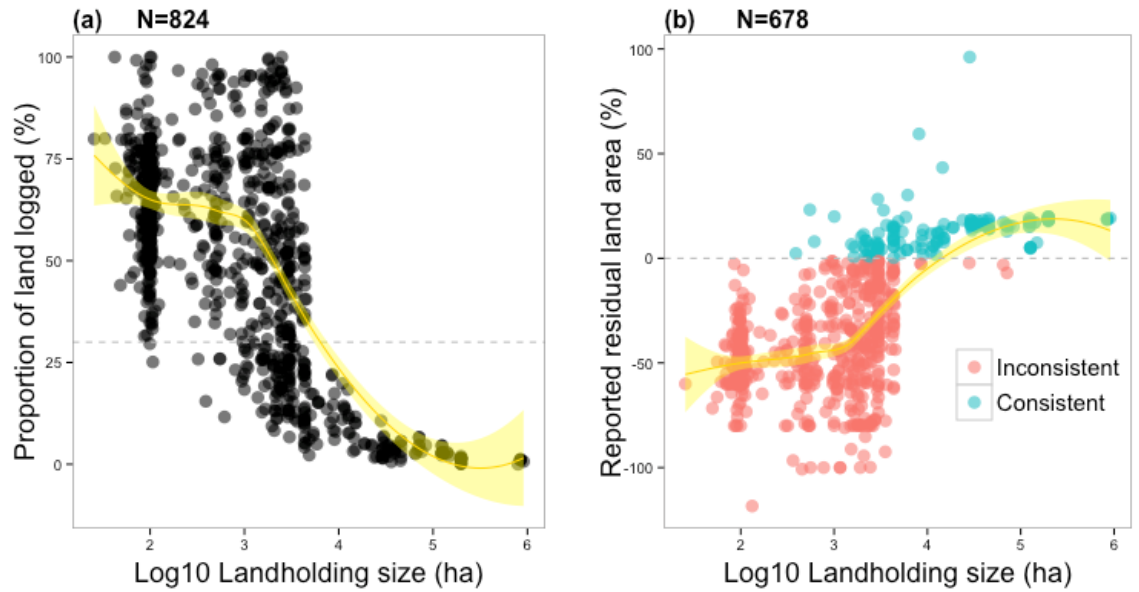 (a) N=824
Proportion of land logged (%)
100
75
50
25
0
2 3 4 5 6
Log10 Landholding size (ha)
(b) N=678
Reported residual land area (%)
100
50
0
-50
-100
Inconsistent
Consistent
2 3 4 5 6
Log10 Landholding size (ha)